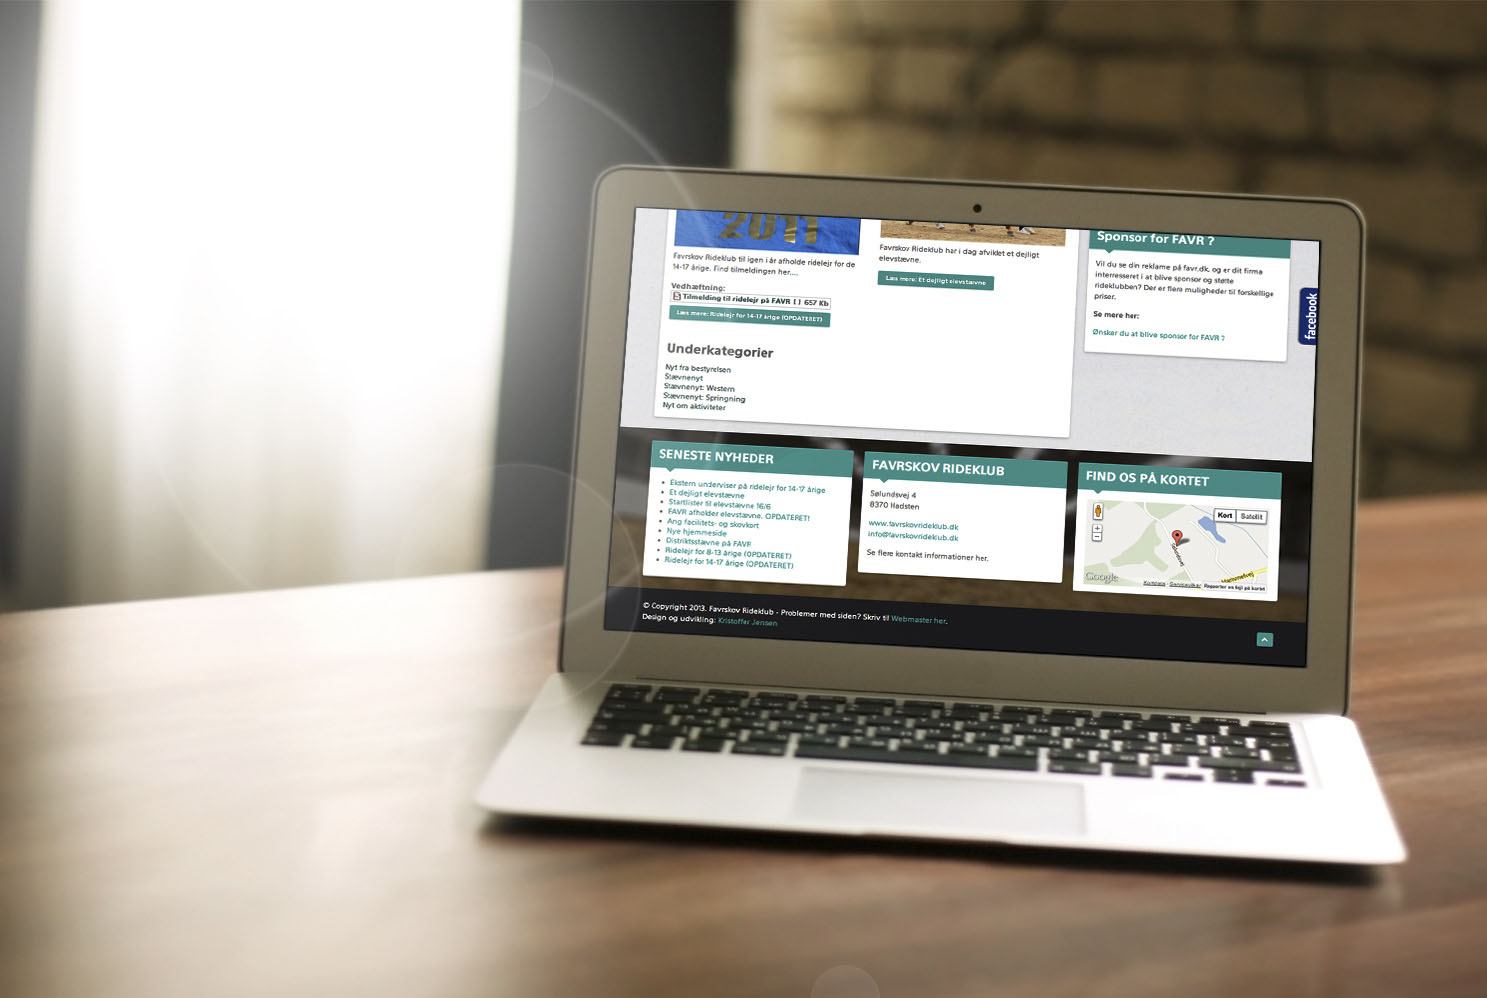 2011
Favrskov Rideklub til igen i år afholde ridelejr for de
14-17 årige. Find tilmeldingen her....
Vedhæftning:
Tilmelding til ridelejr på FAVR [ ] 657 Kb
Læs mere: Ridelejr for 14-17 årige (OPDATERET)
Favrskov Rideklub har i dag afviklet et dejligt
elevstævne.
Læs mere: Et dejligt elevstævne
Sponsor for FAVR ?
Vil du se din reklame på favr.dk, og er dit firma
interresseret i at blive sponsor og støtte
rideklubben? Der er flere muligheder til forskellige
priser.
Se mere her:
Ønsker du at blive sponsor for FAVR ?
facebook
Underkategorier
Nyt fra bestyrelsen
Stævnenyt
Stævnenyt: Western
Stævnenyt: Springning
Nyt om aktiviteter
SENESTE NYHEDER
Ekstern underviser på ridelejr for 14-17 årige
Et dejligt elevstævne
Startlister til elevstævne 16/6
FAVR afholder elevstævne. OPDATERET!
Ang facilitets- og skovkort
Nye hjemmeside
Distriktsstævne på FAVR
Ridelejr for 8-13 årige (OPDATERET)
Ridelejr for 14-17 årige (OPDATERET)
FAVRSKOV RIDEKLUB
Sølundsvej 4
8370 Hadsten
www.favrskovrideklub.dk
info@favrskovrideklub.dk
Se flere kontakt informationer her.
FIND OS PÅ KORTET
Kort Satellit
Sølundsvej
Hammelvej
Google
Kortdata - Servicevilkår Rapporter en fejl på kortet
© Copyright 2013. Favrskov Rideklub - Problemer med siden? Skriv til Webmaster her.
Design og udvikling: Kristoffer Jensen